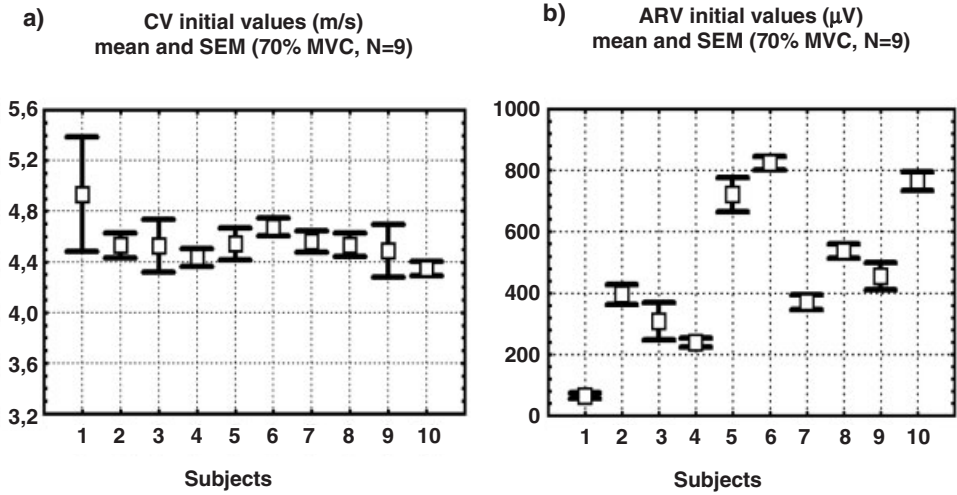 a)
CV initial values (m/s)
mean and SEM (70% MVC, N=9)
5,6
5,2
4,8
4,4
4,0
3,6
3,2
1 2 3 4 5 6 7 8 9 10
Subjects
b)
ARV initial values (μV)
mean and SEM (70% MVC, N=9)
1000
800
600
400
200
0
1 2 3 4 5 6 7 8 9 10
Subjects